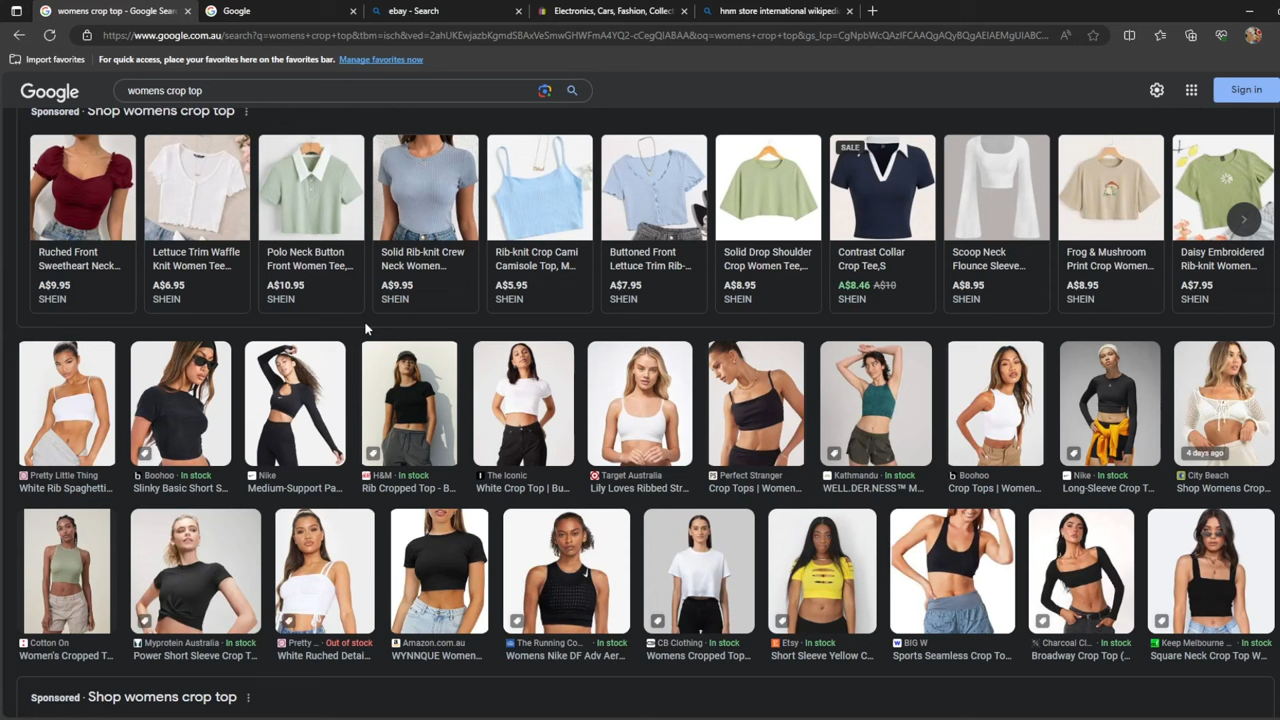 womens crop top - Google Sear
Google
ebay - Search
Electronics, Cars, Fashion, Collect
hnm store international wikiped
https://www.google.com.au/search?q=womens+crop+top&tbm=isch&ved=2ahUKEwjazbKgmdSBAxVeSmwGHWFmA4YQ2-cCegQIABAA&oq=womens+crop+top&gs_lcp=CgNpbWcQAzIFCAAQgAQyBQgAEIAEMgUIABC...
Import favorites
For quick access, place your favorites here on the favorites bar. Manage favorites now
Google
womens crop top
Sign in
Sponsored · Shop womens crop top
Ruched Front Sweetheart Neck...
A$9.95
SHEIN
Lettuce Trim Waffle Knit Women Tee...
A$6.95
SHEIN
Polo Neck Button Front Women Tee,...
A$10.95
SHEIN
Solid Rib-knit Crew Neck Women...
A$9.95
SHEIN
Rib-knit Crop Cami Camisole Top, M...
A$5.95
SHEIN
Buttoned Front Lettuce Trim Rib-...
A$7.95
SHEIN
Solid Drop Shoulder Crop Women Tee,...
A$8.95
SHEIN
SALE
Contrast Collar Crop Tee,S
A$8.46 A$10
SHEIN
Scoop Neck Flounce Sleeve...
A$8.95
SHEIN
Frog & Mushroom Print Crop Women...
A$8.95
SHEIN
Daisy Embroidered Rib-knit Women...
A$7.95
SHEIN
Pretty Little Thing
White Rib Spaghetti...
Boohoo · In stock
Slinky Basic Short S...
Nike
Medium-Support Pa...
H&M · In stock
Rib Cropped Top - B...
The Iconic
White Crop Top | Bu...
Target Australia
Lily Loves Ribbed Str...
Perfect Stranger
Crop Tops | Women...
Kathmandu · In stock
WELL.DER.NESS™ M...
Boohoo
Crop Tops | Women...
Nike · In stock
Long-Sleeve Crop T...
4 days ago
City Beach
Shop Womens Crop...
Cotton On
Women's Cropped T...
Myprotein Australia · In stock
Power Short Sleeve Crop T...
Pretty ... · Out of stock
White Ruched Detai...
Amazon.com.au
WYNNQUE Women...
The Running Co... · In stock
Womens Nike DF Adv Aer...
CB Clothing · In stock
Womens Cropped Top...
Etsy · In stock
Short Sleeve Yellow C...
BIG W
Sports Seamless Crop To...
Charcoal Cl... · In stock
Broadway Crop Top (...
Keep Melbourne ... · In stock
Square Neck Crop Top W...
Sponsored · Shop womens crop top